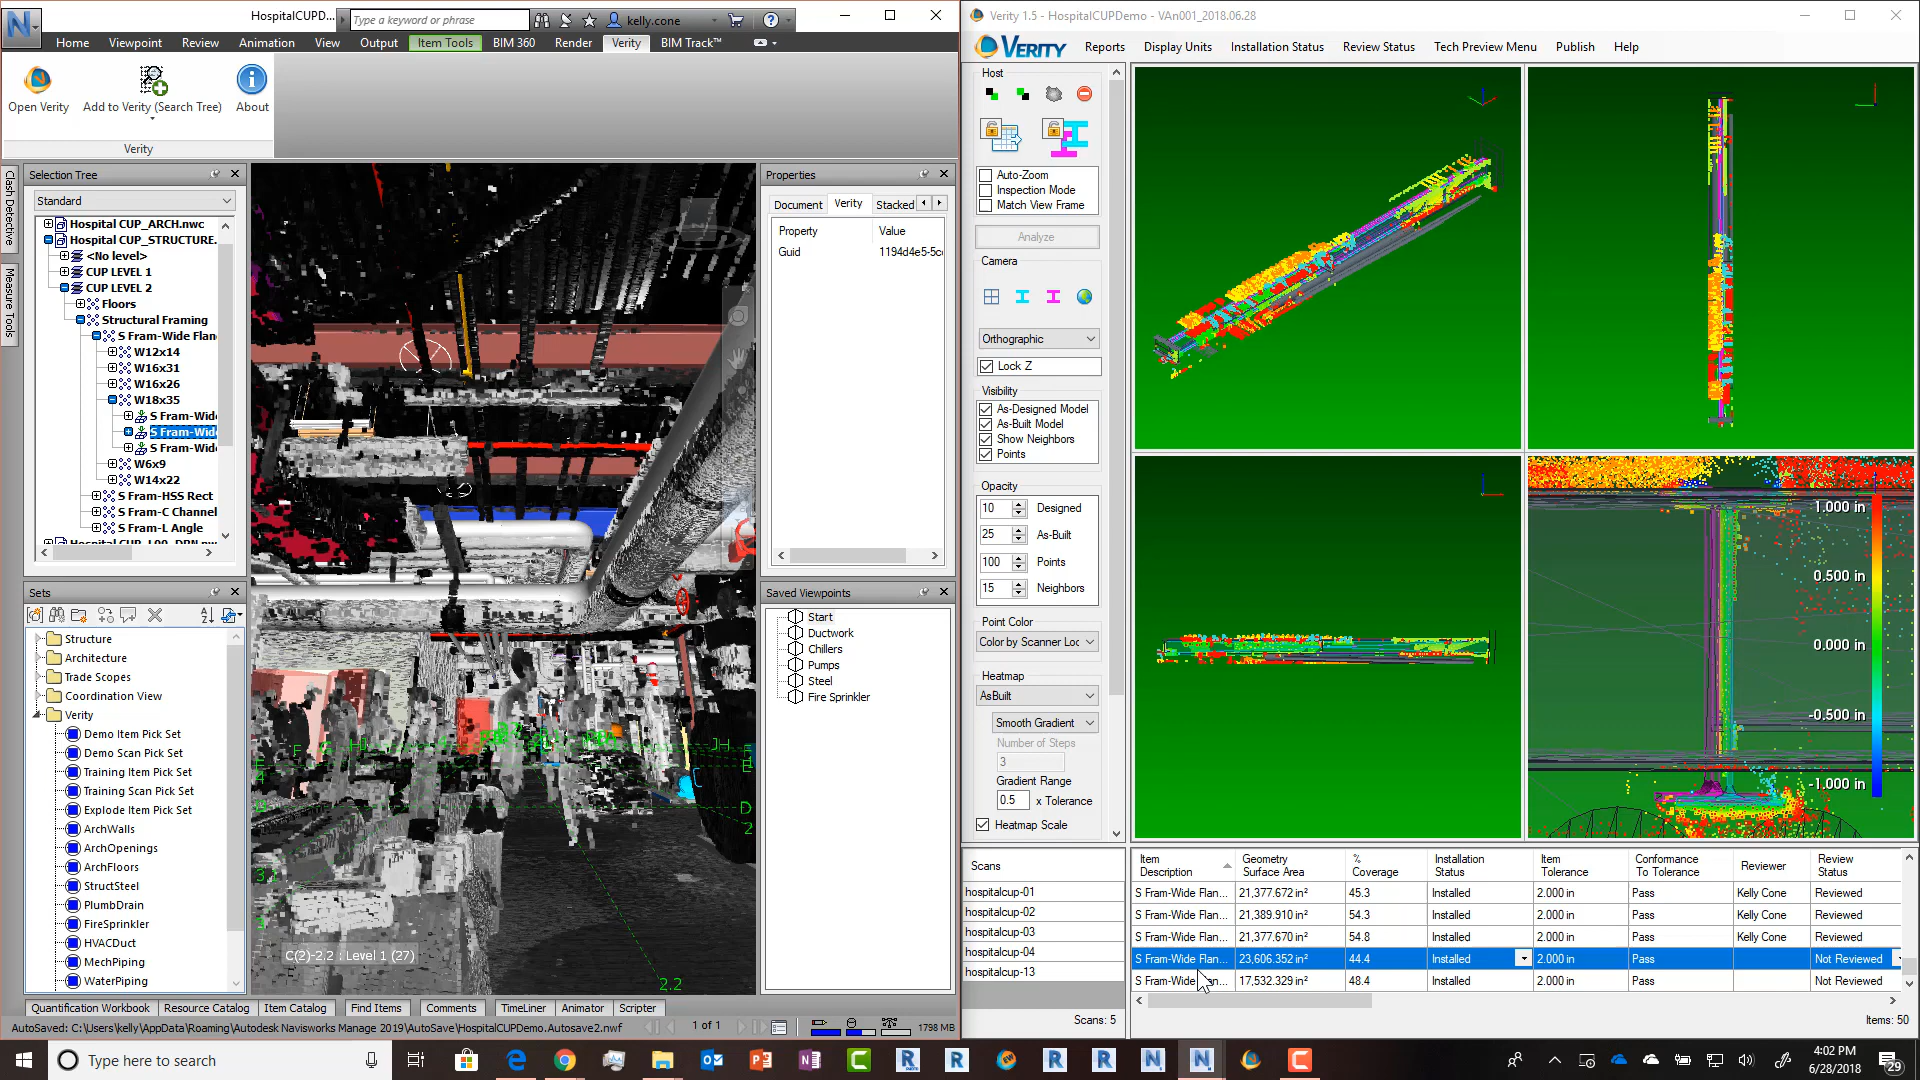 HospitalCUPD...
Type a keyword or phrase
kelly.cone
Home
Viewpoint
Review
Animation
View
Output
Item Tools
BIM 360
Render
Verity
BIM Track™
Open Verity
Add to Verity (Search Tree)
About
Verity
Clash Detective
Measure Tools
Selection Tree
Standard
Hospital CUP_ARCH.nwc
Hospital CUP_STRUCTURE.
<No level>
CUP LEVEL 1
CUP LEVEL 2
Floors
Structural Framing
S Fram-Wide Flan
W12x14
W16x31
W16x26
W18x35
S Fram-Wide
S Fram-Wide
S Fram-Wide
W6x9
W14x22
S Fram-HSS Rect
S Fram-C Channel
S Fram-L Angle
Sets
Structure
Architecture
Trade Scopes
Coordination View
Verity
Demo Item Pick Set
Demo Scan Pick Set
Training Item Pick Set
Training Scan Pick Set
Explode Item Pick Set
ArchWalls
ArchOpenings
ArchFloors
StructSteel
PlumbDrain
FireSprinkler
HVACDuct
MechPiping
WaterPiping
C(2)-2.2 : Level 1 (27)
D
2
3.1
3
2.2
Properties
Document
Verity
Stacked
Property
Value
Guid
1194d4e5-5c
Saved Viewpoints
Start
Ductwork
Chillers
Pumps
Steel
Fire Sprinkler
Quantification Workbook
Resource Catalog
Item Catalog
Find Items
Comments
TimeLiner
Animator
Scripter
AutoSaved: C:\Users\kelly\AppData\Roaming\Autodesk Navisworks Manage 2019\AutoSave\HospitalCUPDemo.Autosave2.nwf
1 of 1
1798 MB
Verity 1.5 - HospitalCUPDemo - VAn001_2018.06.28
VERITY
Reports
Display Units
Installation Status
Review Status
Tech Preview Menu
Publish
Help
Host
Auto-Zoom
Inspection Mode
Match View Frame
Analyze
Camera
Orthographic
Lock Z
Visibility
As-Designed Model
As-Built Model
Show Neighbors
Points
Opacity
10 Designed
25 As-Built
100 Points
15 Neighbors
Point Color
Color by Scanner Loc
Heatmap
AsBuilt
Smooth Gradient
Number of Steps
3
Gradient Range
0.5 x Tolerance
Heatmap Scale
1.000 in
0.500 in
0.000 in
-0.500 in
-1.000 in
Scans
hospitalcup-01
hospitalcup-02
hospitalcup-03
hospitalcup-04
hospitalcup-13
Scans: 5
Item Description
Geometry Surface Area
% Coverage
Installation Status
Item Tolerance
Conformance To Tolerance
Reviewer
Review Status
S Fram-Wide Flan... 21,377.672 in² 45.3 Installed 2.000 in Pass Kelly Cone Reviewed
S Fram-Wide Flan... 21,389.910 in² 54.3 Installed 2.000 in Pass Kelly Cone Reviewed
S Fram-Wide Flan... 21,377.670 in² 54.8 Installed 2.000 in Pass Kelly Cone Reviewed
S Fram-Wide Flan... 23,606.352 in² 44.4 Installed 2.000 in Pass Not Reviewed
S Fram-Wide n... 17,532.329 in² 48.4 Installed 2.000 in Pass Not Reviewed
Items: 50
Type here to search
4:02 PM
6/28/2018
29